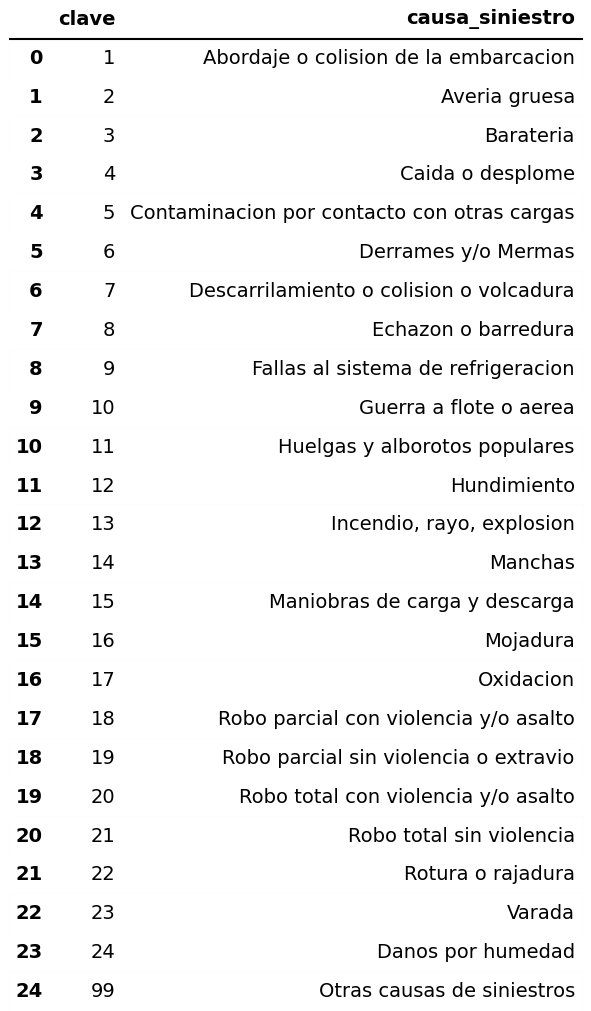 clave causa_siniestro
0 1 Abordaje o colision de la embarcacion
1 2 Averia gruesa
2 3 Barateria
3 4 Caida o desplome
4 5 Contaminacion por contacto con otras cargas
5 6 Derrames y/o Mermas
6 7 Descarrilamiento o colision o volcadura
7 8 Echazon o barredura
8 9 Fallas al sistema de refrigeracion
9 10 Guerra a flote o aerea
10 11 Huelgas y alborotos populares
11 12 Hundimiento
12 13 Incendio, rayo, explosion
13 14 Manchas
14 15 Maniobras de carga y descarga
15 16 Mojadura
16 17 Oxidacion
17 18 Robo parcial con violencia y/o asalto
18 19 Robo parcial sin violencia o extravio
19 20 Robo total con violencia y/o asalto
20 21 Robo total sin violencia
21 22 Rotura o rajadura
22 23 Varada
23 24 Danos por humedad
24 99 Otras causas de siniestros